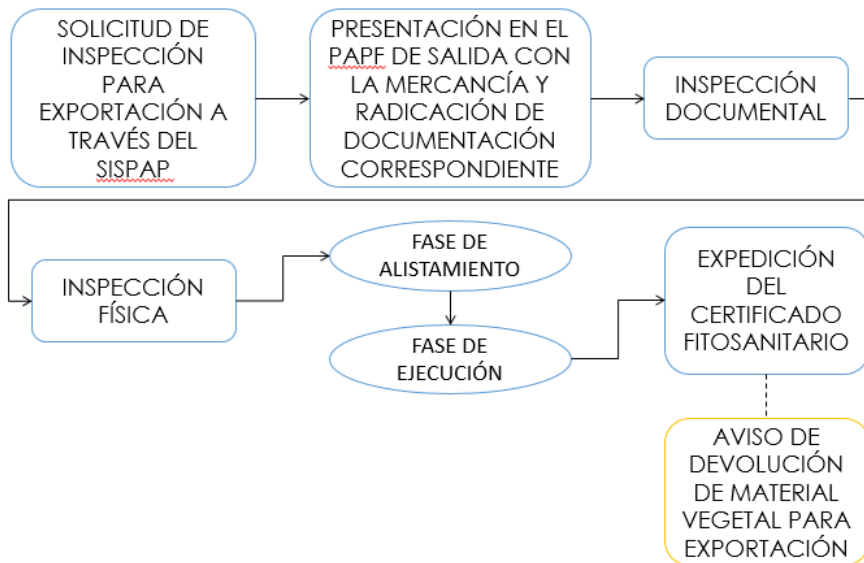 SOLICITUD DE
INSPECCIÓN
PARA
EXPORTACIÓN A
TRAVÉS DEL
SISPAP
PRESENTACIÓN EN EL
PAPF DE SALIDA CON
LA MERCANCÍA Y
RADICACIÓN DE
DOCUMENTACIÓN
CORRESPONDIENTE
INSPECCIÓN
DOCUMENTAL
INSPECCIÓN
FÍSICA
FASE DE
ALISTAMIENTO
FASE DE
EJECUCIÓN
EXPEDICIÓN
DEL
CERTIFICADO
FITOSANITARIO
AVISO DE
DEVOLUCIÓN
DE MATERIAL
VEGETAL PARA
EXPORTACIÓN